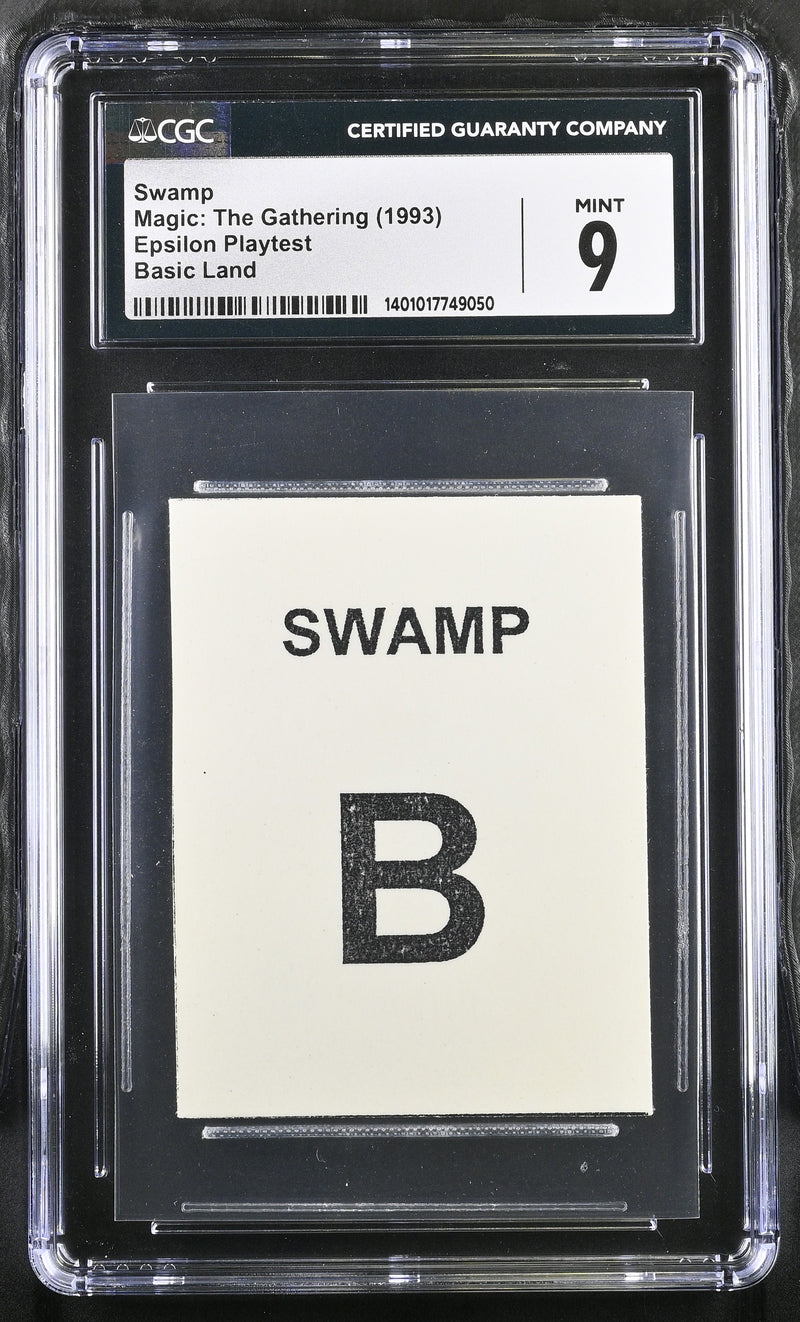 CGC
CERTIFIED GUARANTY COMPANY
Swamp
Magic: The Gathering (1993)
Epsilon Playtest
Basic Land
MINT
9
1401017749050
SWAMP
B